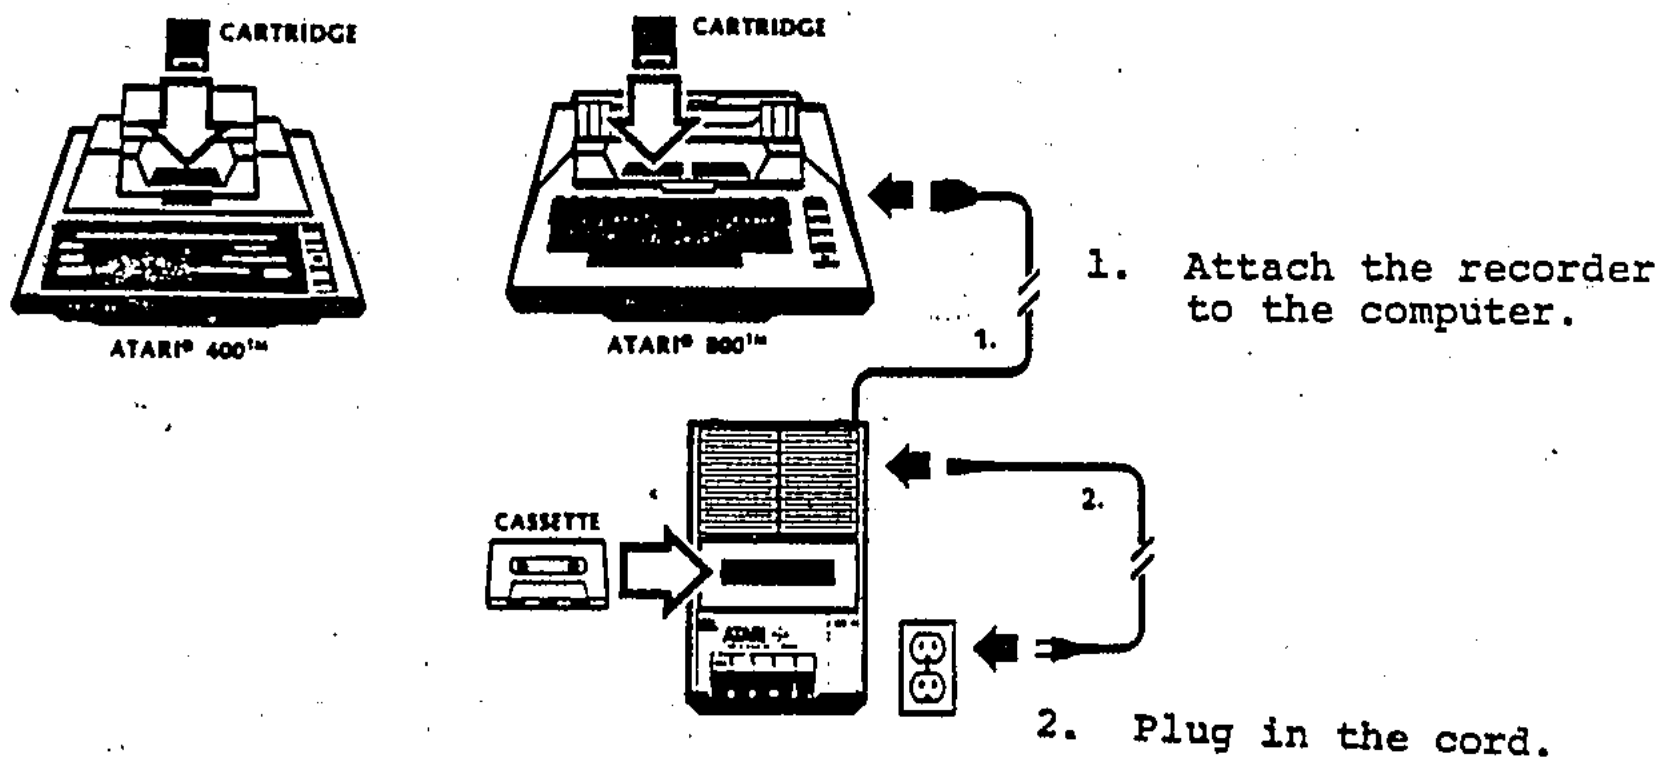 CARTRIDGE
CARTRIDGE
ATARI® 400™
ATARI® 800™
1.
1. Attach the recorder
to the computer.
2.
CASSETTE
ATARI
2. Plug in the cord.